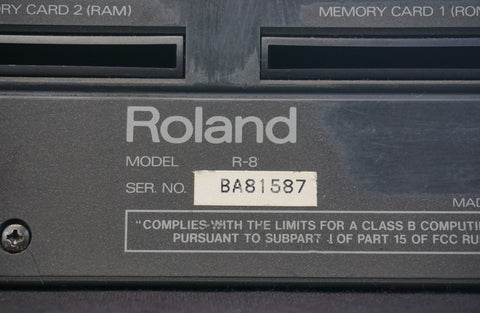 RY CARD 2 (RAM) MEMORY CARD 1 (RO
Roland
MODEL R-8
SER. NO. BA81587
MAD
"COMPLIES WITH THE LIMITS FOR A CLASS B COMPUTI
PURSUANT TO SUBPART J OF PART 15 OF FCC RU